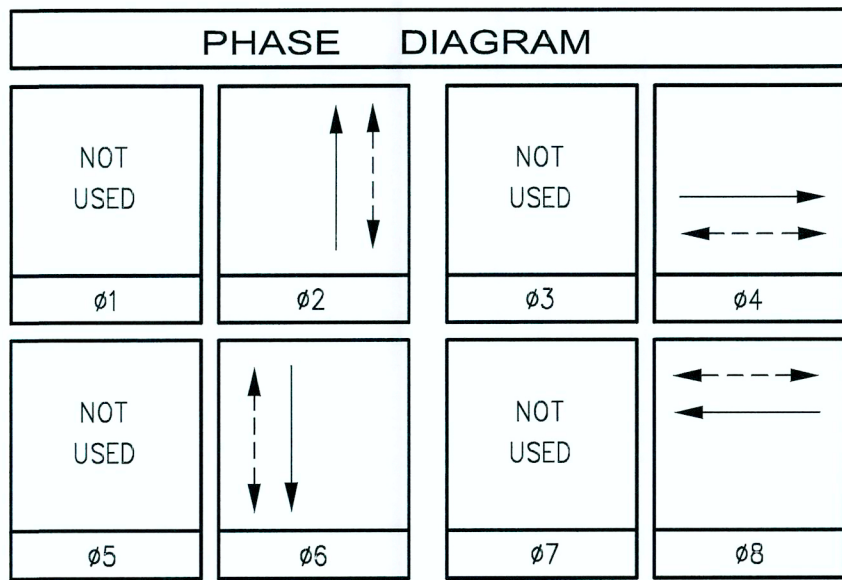 PHASE DIAGRAM
NOT
USED
ø1
ø2
NOT
USED
ø3
ø4
NOT
USED
ø5
ø6
NOT
USED
ø7
ø8